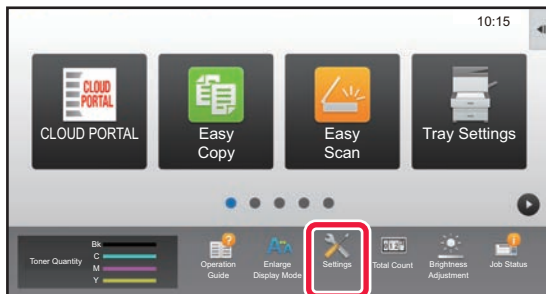 10:15
CLOUD
PORTAL
CLOUD PORTAL
Easy
Copy
Easy
Scan
Tray Settings
Toner Quantity
Bk
C
M
Y
Operation
Guide
Enlarge
Display Mode
Settings
Total Count
Brightness
Adjustment
Job Status